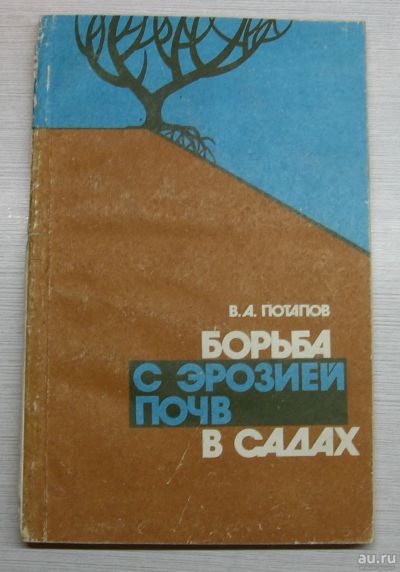 В.А. ПОТАПОВ
БОРЬБА
С ЭРОЗИЕЙ
ПОЧВ
В САДАХ
au.ru